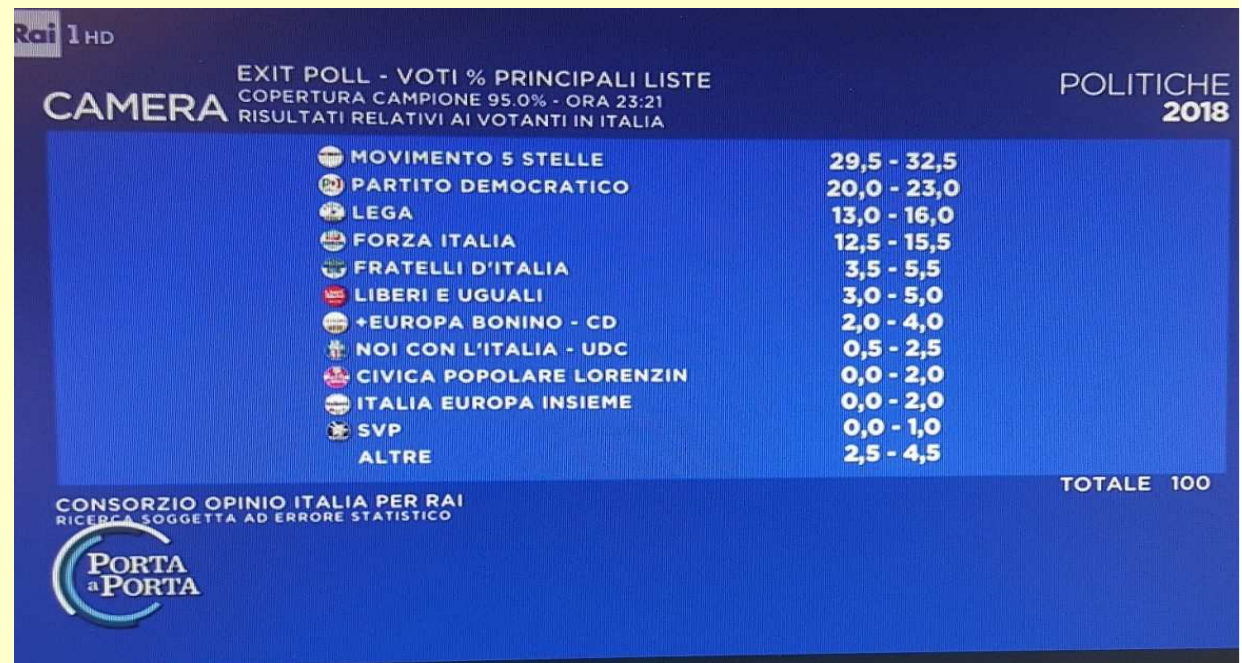 Rai 1 HD
EXIT POLL - VOTI % PRINCIPALI LISTE
CAMERA COPERTURA CAMPIONE 95.0% - ORA 23:21
RISULTATI RELATIVI AI VOTANTI IN ITALIA
POLITICHE
2018
MOVIMENTO 5 STELLE 29,5 - 32,5
PARTITO DEMOCRATICO 20,0 - 23,0
LEGA 13,0 - 16,0
FORZA ITALIA 12,5 - 15,5
FRATELLI D'ITALIA 3,5 - 5,5
LIBERI E UGUALI 3,0 - 5,0
+EUROPA BONINO - CD 2,0 - 4,0
NOI CON L'ITALIA - UDC 0,5 - 2,5
CIVICA POPOLARE LORENZIN 0,0 - 2,0
ITALIA EUROPA INSIEME 0,0 - 2,0
SVP 0,0 - 1,0
ALTRE 2,5 - 4,5
TOTALE 100
CONSORZIO OPINIO ITALIA PER RAI
RICERCA SOGGETTA AD ERRORE STATISTICO
PORTA
a PORTA